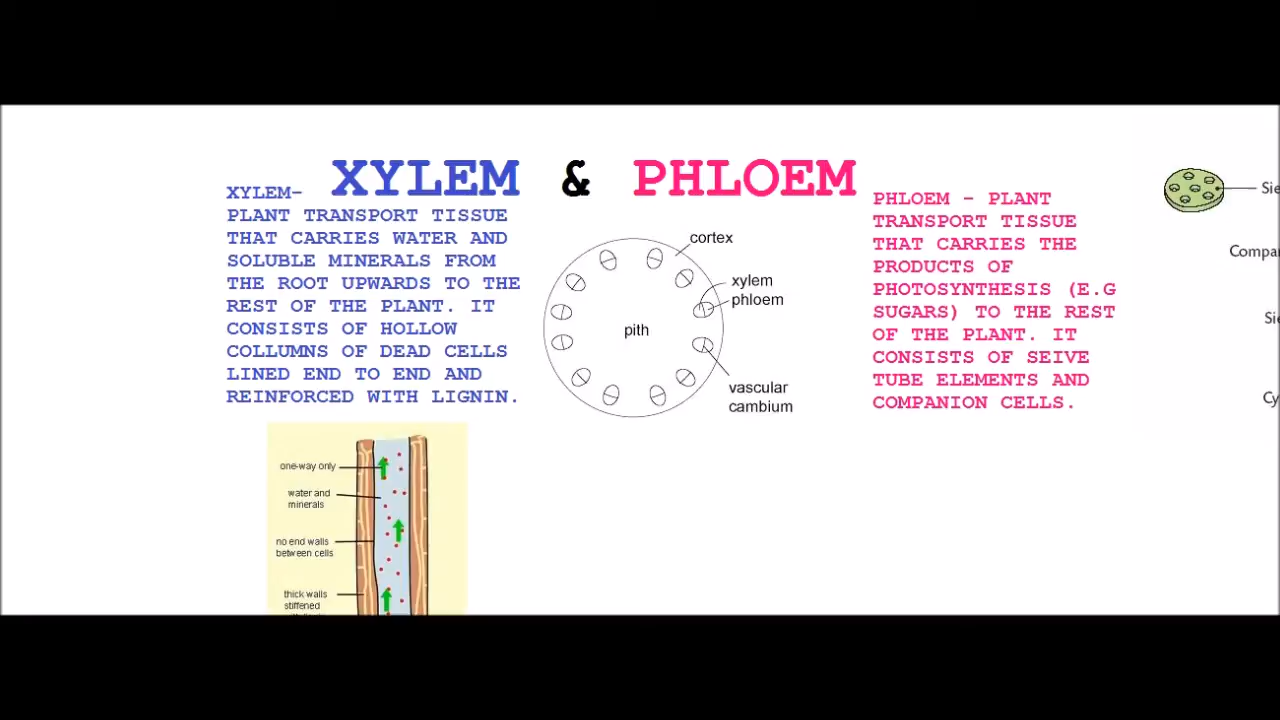 XYLEM & PHLOEM
XYLEM-
PLANT TRANSPORT TISSUE
THAT CARRIES WATER AND
SOLUBLE MINERALS FROM
THE ROOT UPWARDS TO THE
REST OF THE PLANT. IT
CONSISTS OF HOLLOW
COLLUMNS OF DEAD CELLS
LINED END TO END AND
REINFORCED WITH LIGNIN.
cortex
xylem
phloem
pith
vascular
cambium
PHLOEM - PLANT
TRANSPORT TISSUE
THAT CARRIES THE
PRODUCTS OF
PHOTOSYNTHESIS (E.G
SUGARS) TO THE REST
OF THE PLANT. IT
CONSISTS OF SEIVE
TUBE ELEMENTS AND
COMPANION CELLS.
one-way only
water and
minerals
no end walls
between cells
thick walls
stiffened